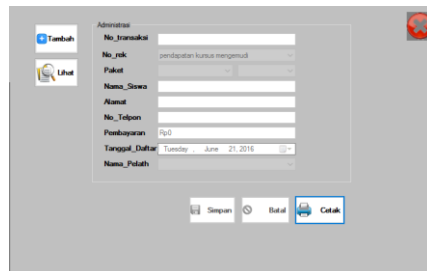 Administrasi
Tambah
Lihat
No_transaksi
No_rek pendapatan kursus mengemudi
Paket
Nama_Siswa
Alamat
No_Telpon
Pembayaran Rp0
Tanggal_Daftar Tuesday , June 21, 2016
Nama_Pelath
Simpan Batal Cetak